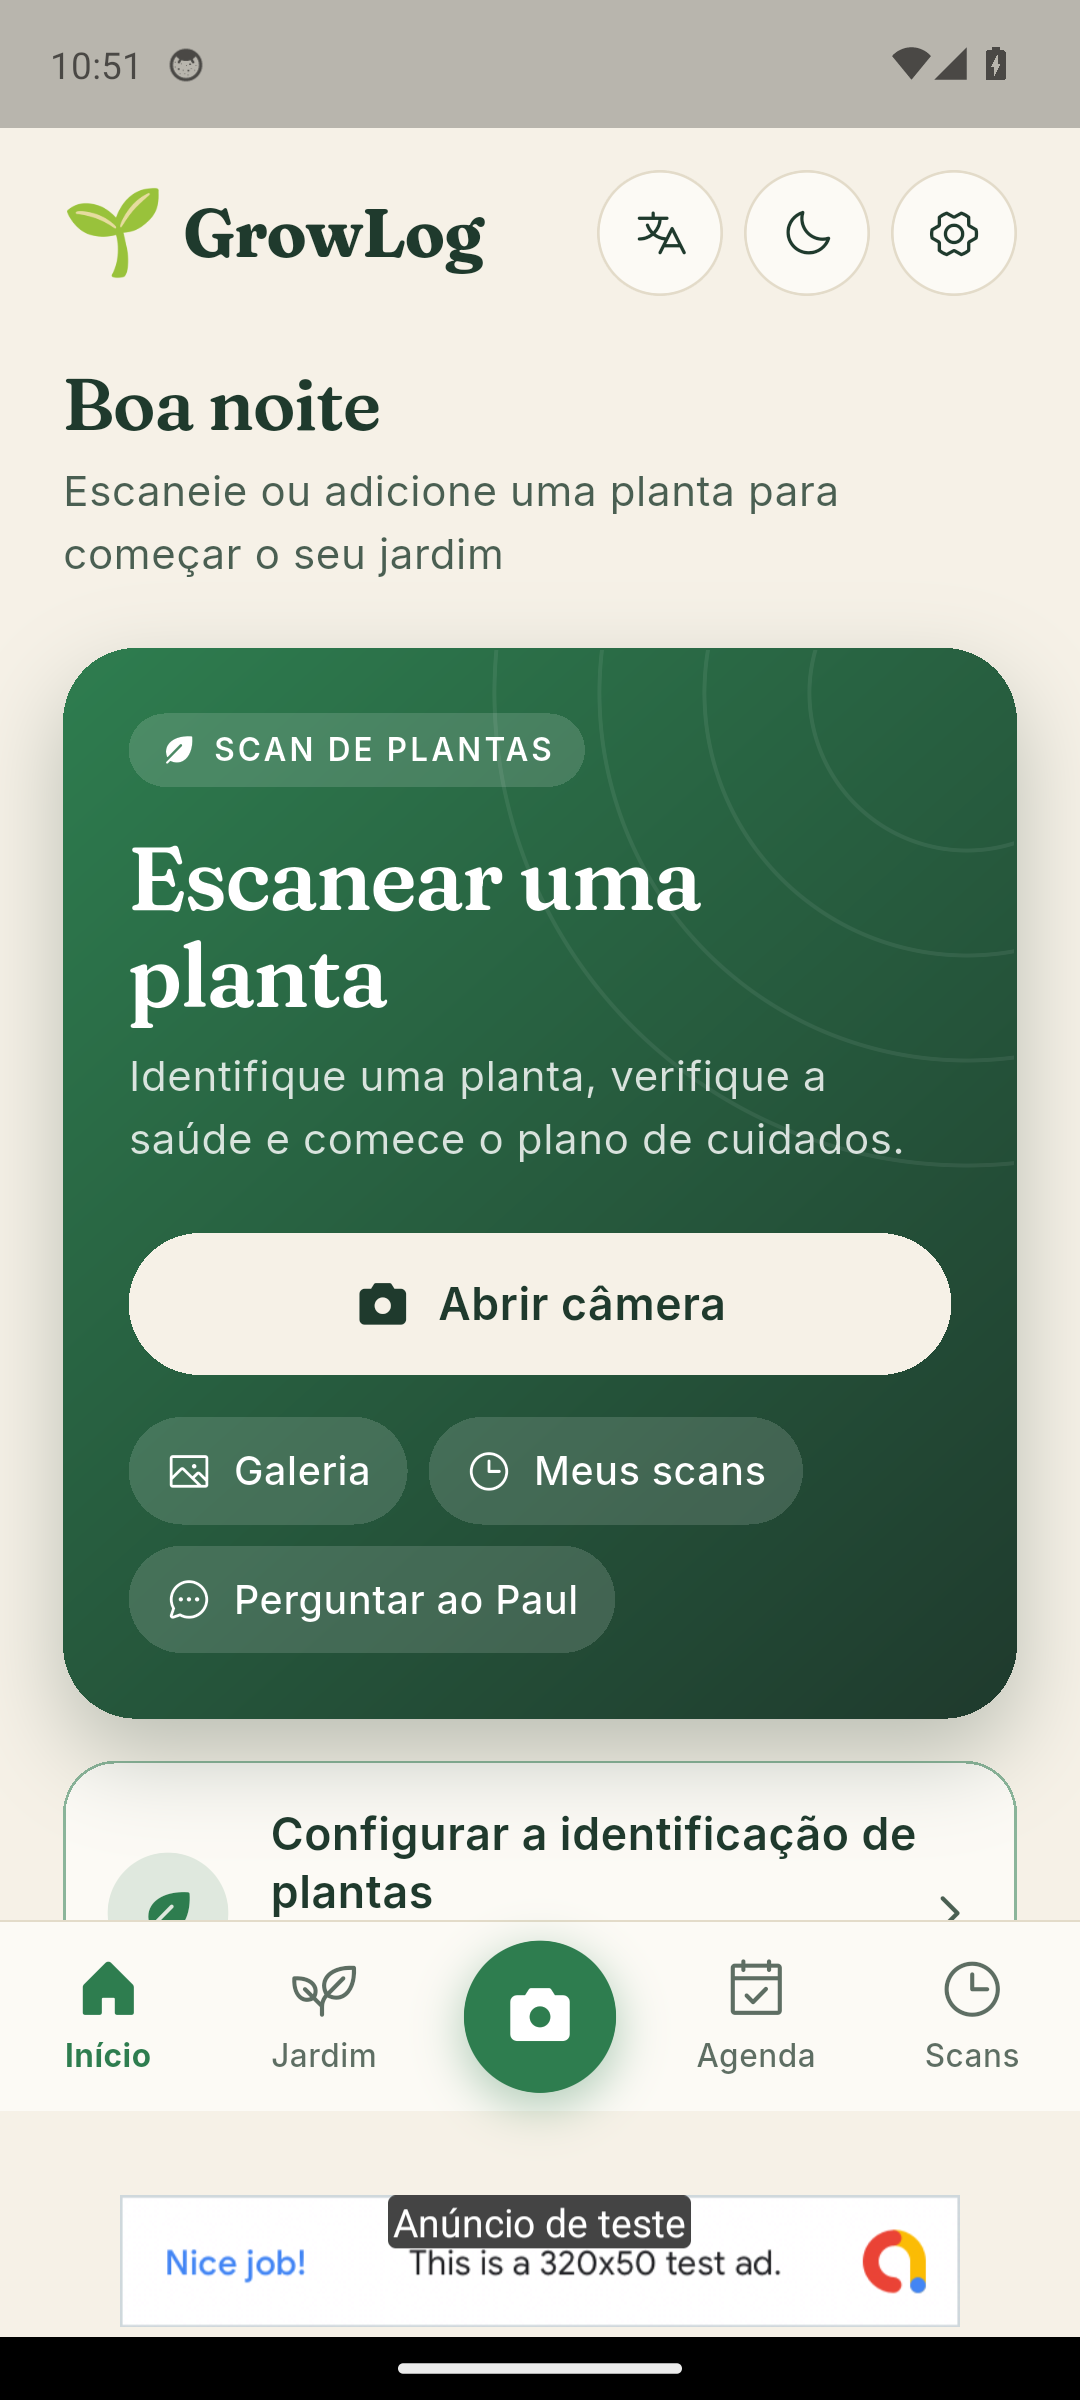 10:51
GrowLog
Boa noite
Escaneie ou adicione uma planta para
começar o seu jardim
SCAN DE PLANTAS
Escanear uma
planta
Identifique uma planta, verifique a
saúde e comece o plano de cuidados.
Abrir câmera
Galeria
Meus scans
Perguntar ao Paul
Configurar a identificação de
plantas
Início
Jardim
Agenda
Scans
Anúncio de teste
Nice job!
This is a 320x50 test ad.